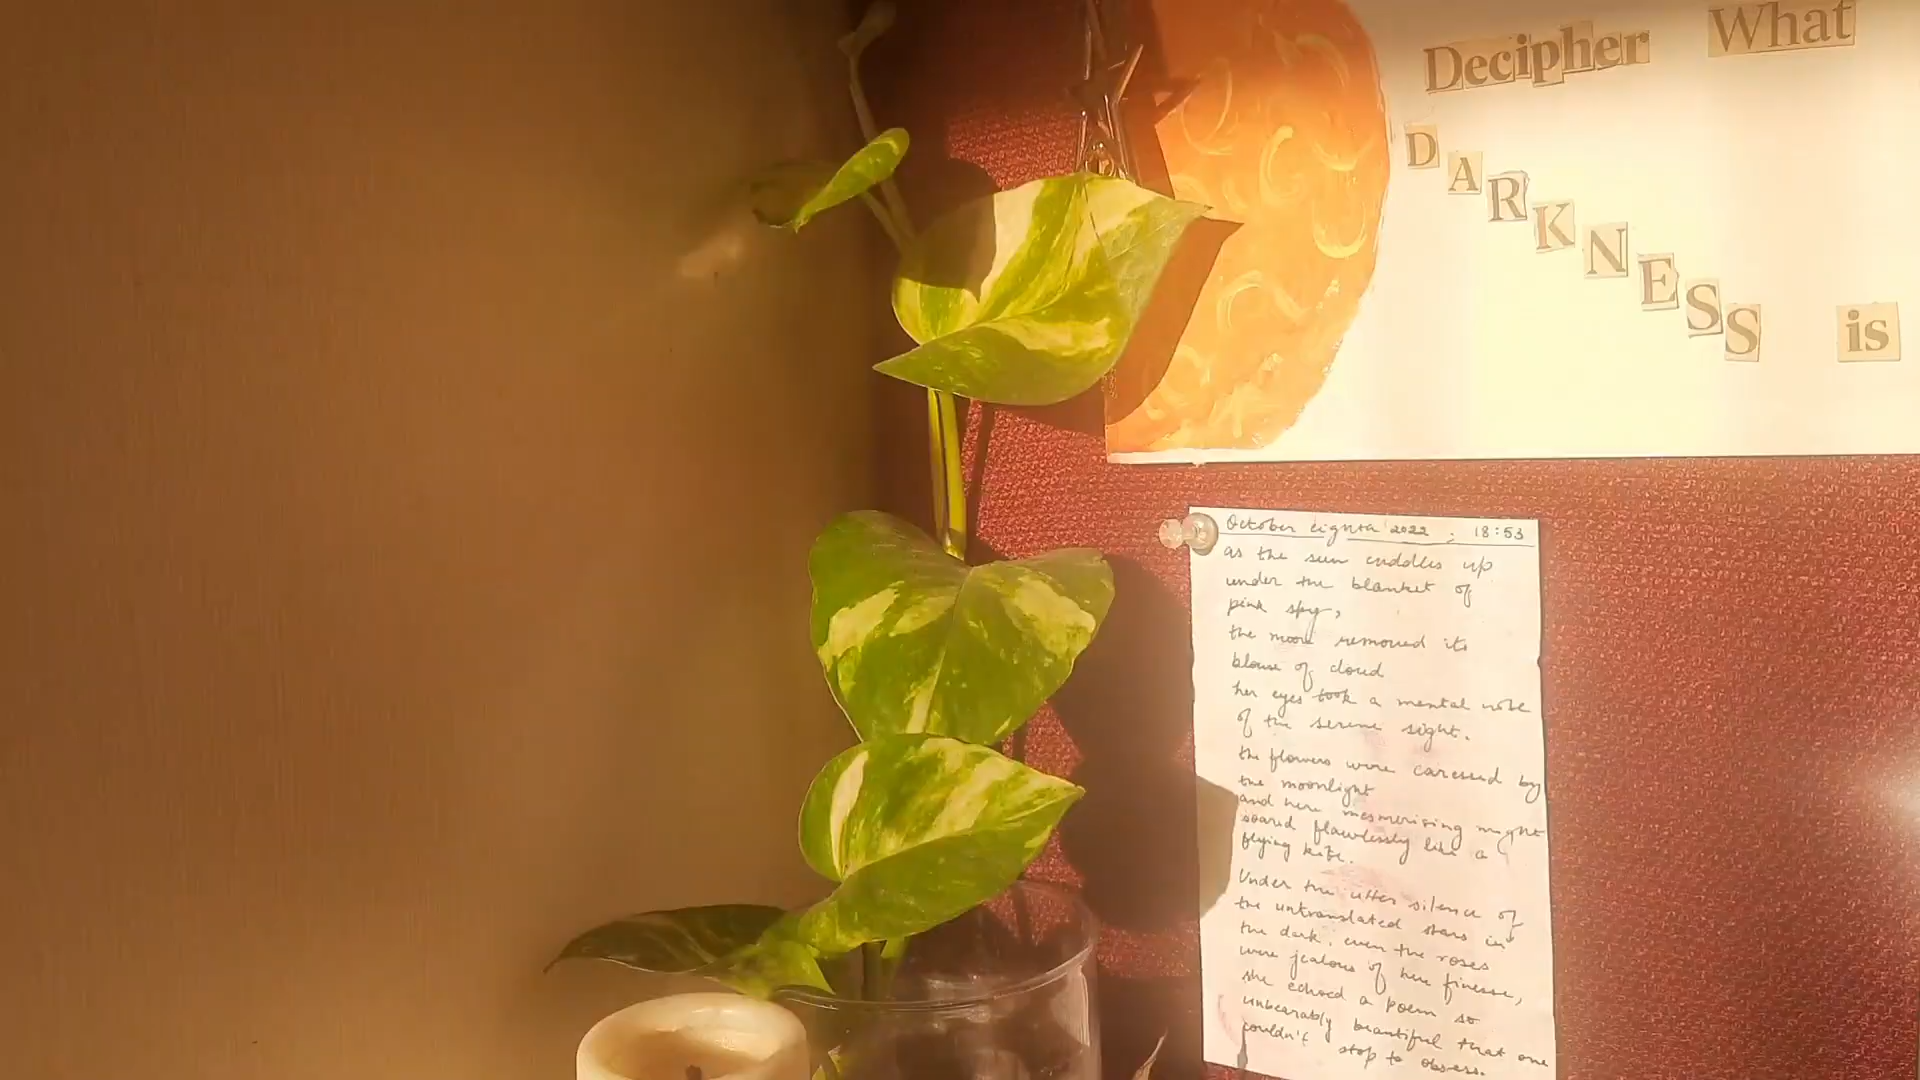 Decipher What
DARKNESS is
October eighth 2022 ; 18:53
as the sun cuddles up
under the blanket of
pink spy,
the moon removed its
blouse of cloud
her eyes took a mental note
of the serene sight.
the flowers were caressed by
the moonlight
and here mesmerising might
soared flawlessly like a
flying kite.
Under the utter silence of
the untranslated stars in
the dark, even the roses
were jealous of her finesse,
she echoed a poem so
unbearably beautiful that one
couldn't stop to obsess.